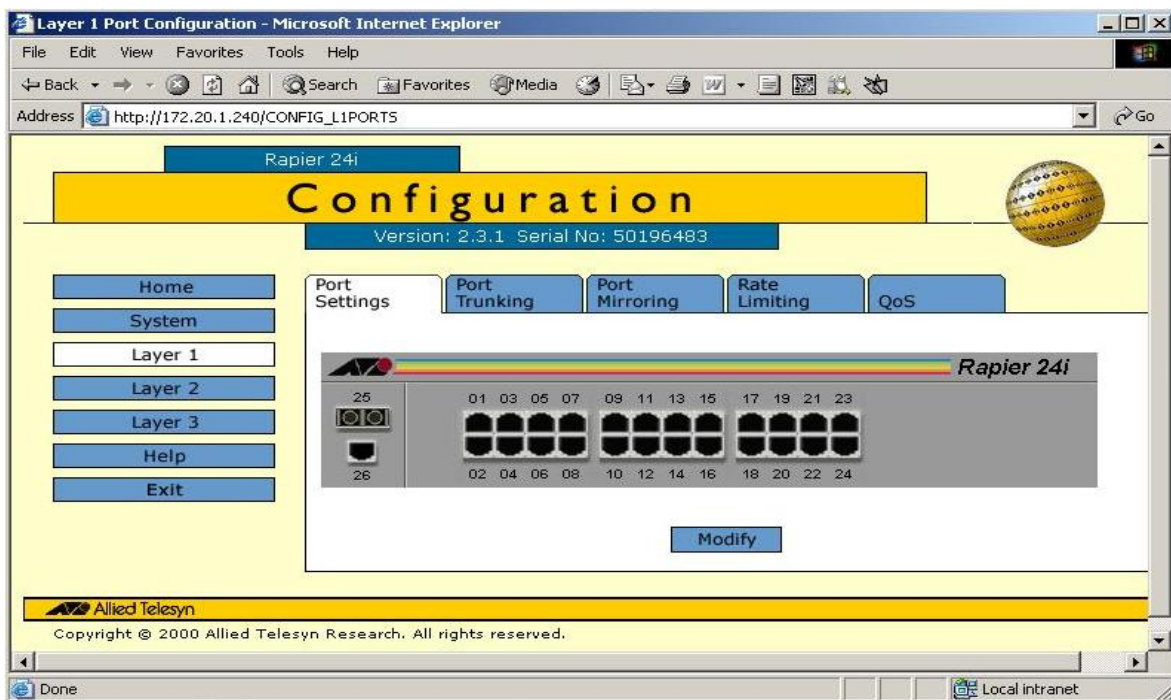 Layer 1 Port Configuration - Microsoft Internet Explorer
File Edit View Favorites Tools Help
Back Search Favorites Media
Address http://172.20.1.240/CONFIG_L1PORTS Go
Rapier 24i
Configuration
Version: 2.3.1 Serial No: 50196483
Home
System
Layer 1
Layer 2
Layer 3
Help
Exit
Port Settings
Port Trunking
Port Mirroring
Rate Limiting
QoS
Rapier 24i
25
01 03 05 07 09 11 13 15 17 19 21 23
26
02 04 06 08 10 12 14 16 18 20 22 24
Modify
Allied Telesyn
Copyright © 2000 Allied Telesyn Research. All rights reserved.
Done
Local intranet